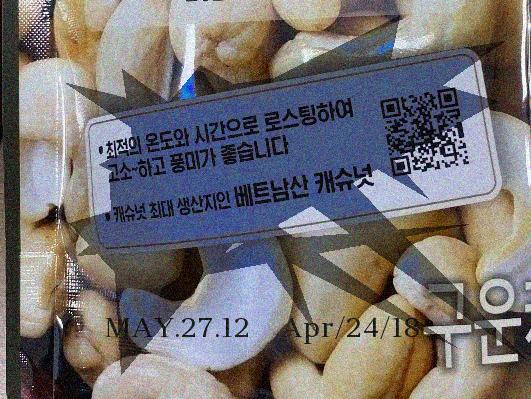 • 최적의 온도와 시간으로 로스팅하여
고소~하고 풍미가 좋습니다
• 캐슈넛 최대 생산지인 베트남산 캐슈넛
MAY.27.12 Apr/24/18
구운